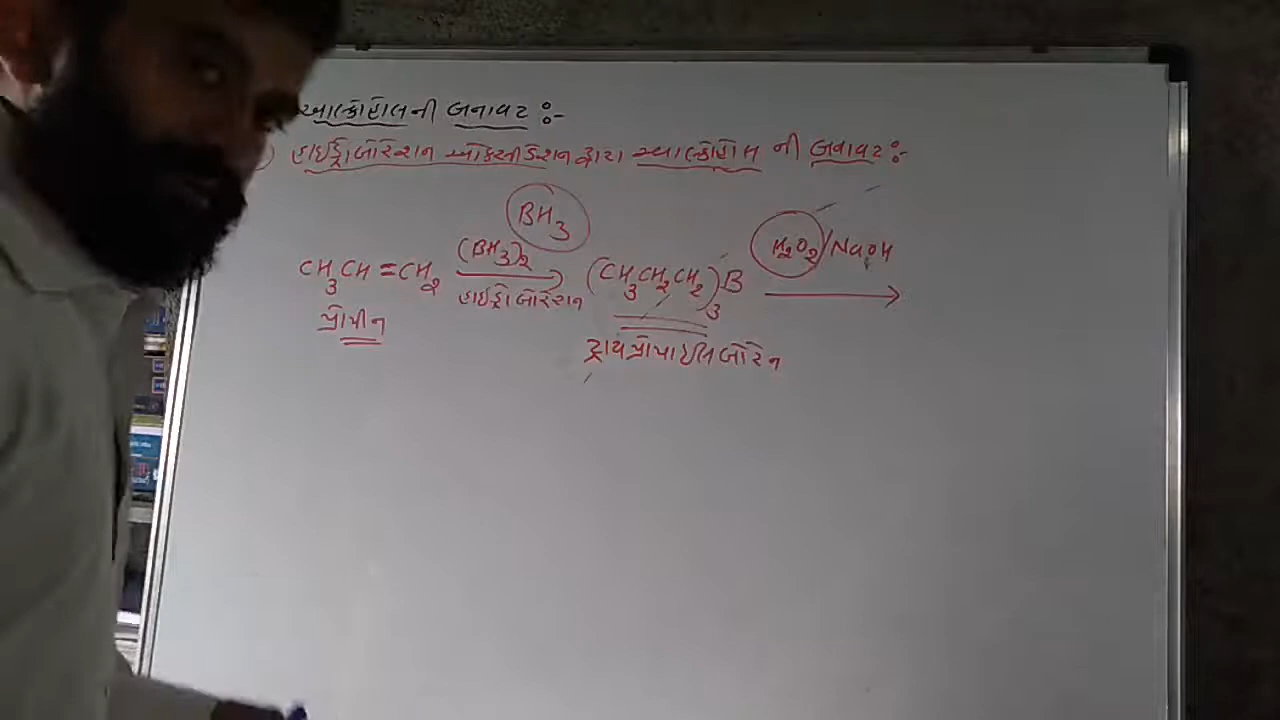 આલ્કોહોલની બનાવટ :-
હાઈડ્રોબોરેશન ઓક્સિડેશન દ્વારા આલ્કોહોલ ની બનાવટ :-
BH₃
CH₃CH=CH₂ (BH₃)₂ → (CH₃CH₂CH₂)₃B H₂O₂/NaOH →
હાઈડ્રોબોરેશન
પ્રોપીન
ટ્રાયપ્રોપાઈલ બોરેન